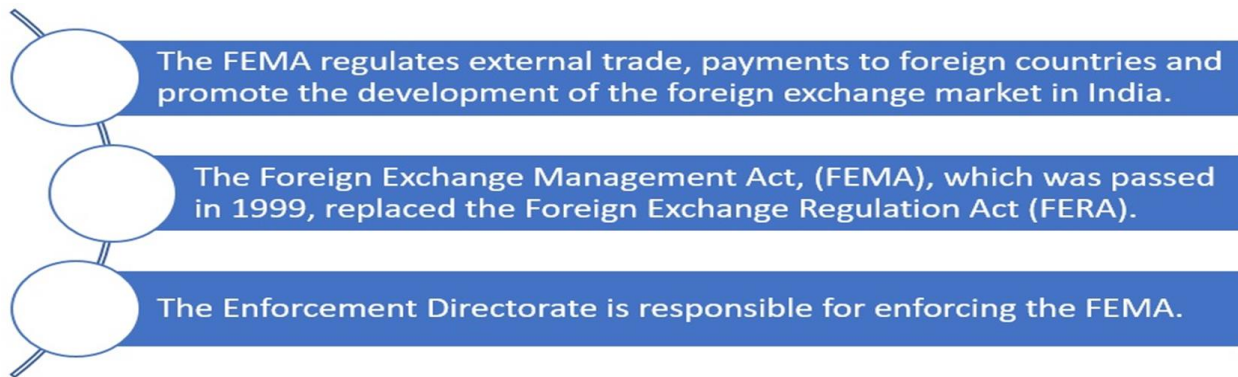 The FEMA regulates external trade, payments to foreign countries and
promote the development of the foreign exchange market in India.
The Foreign Exchange Management Act, (FEMA), which was passed
in 1999, replaced the Foreign Exchange Regulation Act (FERA).
The Enforcement Directorate is responsible for enforcing the FEMA.